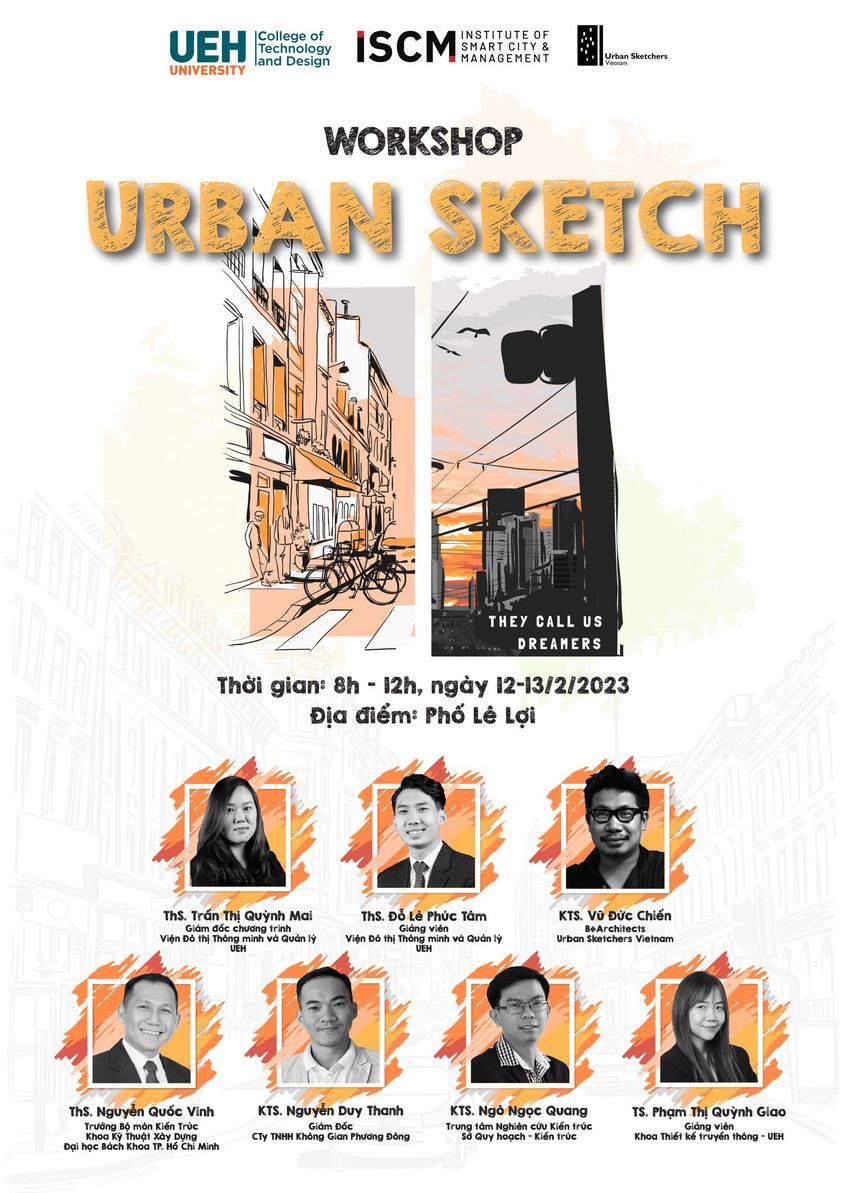 UEH
UNIVERSITY
College of
Technology
and Design
ISCM
INSTITUTE OF
SMART CITY &
MANAGEMENT
Urban Sketchers
Vietnam
WORKSHOP
URBAN SKETCH
THEY CALL US
DREAMERS
Thời gian: 8h - 12h, ngày 12-13/2/2023
Địa điểm: Phố Lê Lợi
ThS. Trần Thị Quỳnh Mai
Giám đốc chương trình
Viện Đô thị Thông minh và Quản lý
UEH
ThS. Đỗ Lê Phúc Tâm
Giảng viên
Viện Đô thị Thông minh và Quản lý
UEH
KTS. Vũ Đức Chiến
B+Architects
Urban Sketchers Vietnam
ThS. Nguyễn Quốc Vinh
Trưởng Bộ môn Kiến Trúc
Khoa Kỹ Thuật Xây Dựng
Đại học Bách Khoa TP. Hồ Chí Minh
KTS. Nguyễn Duy Thanh
Giám Đốc
CTy TNHH Không Gian Phương Đông
KTS. Ngô Ngọc Quang
Trung tâm Nghiên cứu Kiến trúc
Sở Quy hoạch - Kiến trúc
TS. Phạm Thị Quỳnh Giao
Giảng viên
Khoa Thiết kế truyền thông - UEH